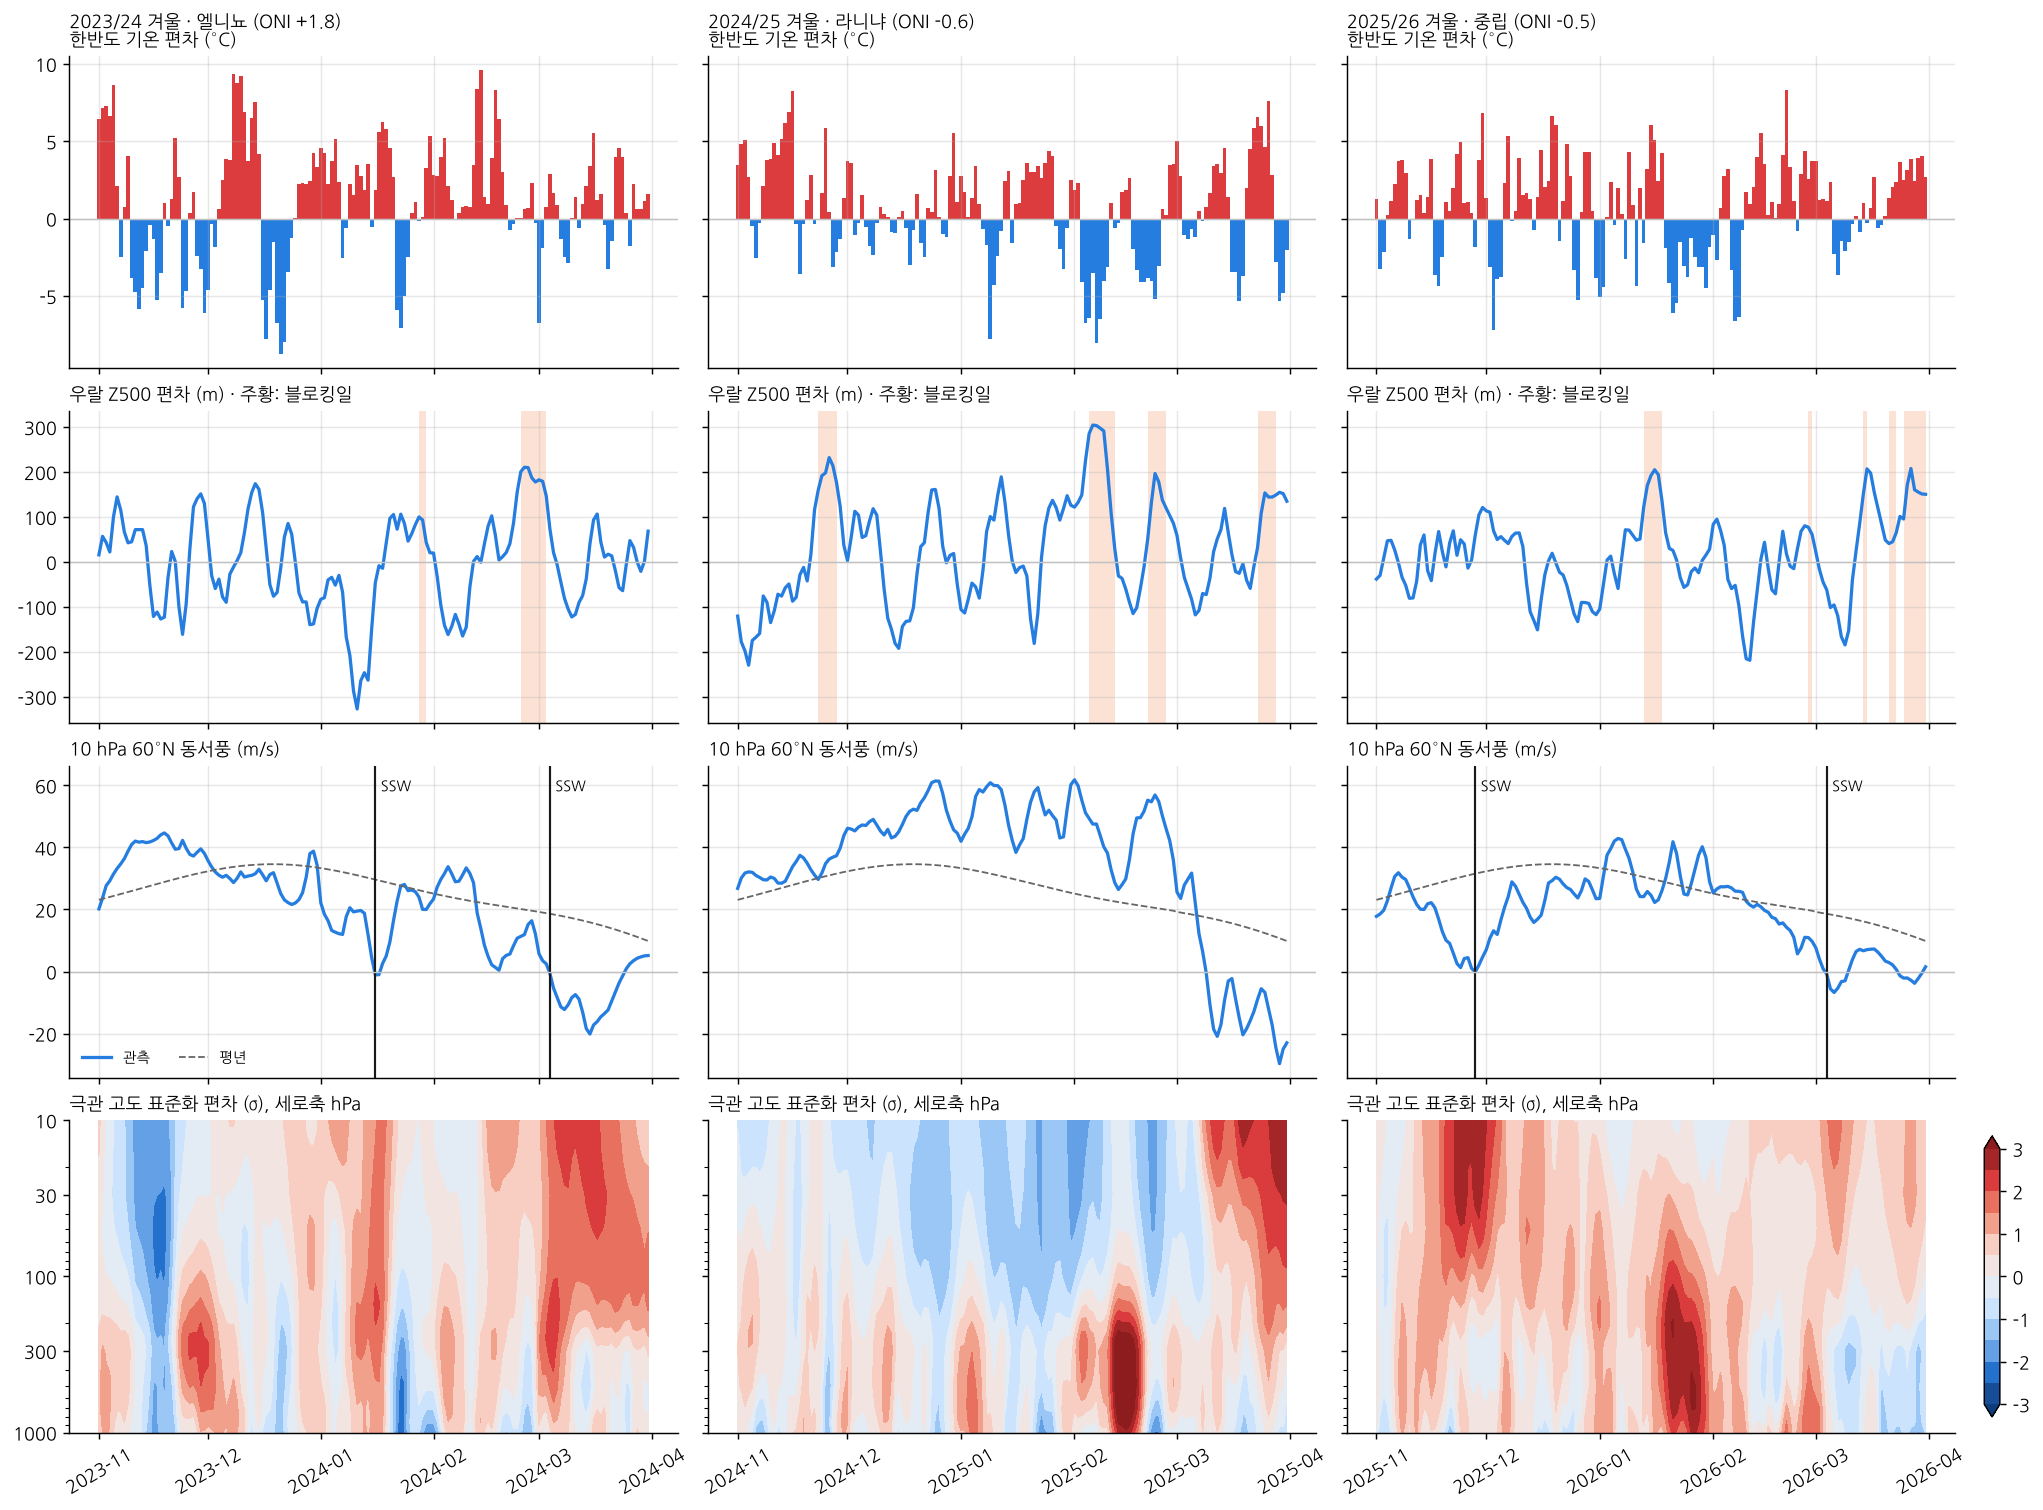 2023/24 겨울 · 엘니뇨 (ONI +1.8)
한반도 기온 편차 (°C)
2024/25 겨울 · 라니냐 (ONI -0.6)
한반도 기온 편차 (°C)
2025/26 겨울 · 중립 (ONI -0.5)
한반도 기온 편차 (°C)
10
5
0
-5
우랄 Z500 편차 (m) · 주황: 블로킹일
우랄 Z500 편차 (m) · 주황: 블로킹일
우랄 Z500 편차 (m) · 주황: 블로킹일
300
200
100
0
-100
-200
-300
10 hPa 60°N 동서풍 (m/s)
10 hPa 60°N 동서풍 (m/s)
10 hPa 60°N 동서풍 (m/s)
60
40
20
0
-20
SSW
SSW
SSW
SSW
관측
평년
극관 고도 표준화 편차 (σ), 세로축 hPa
극관 고도 표준화 편차 (σ), 세로축 hPa
극관 고도 표준화 편차 (σ), 세로축 hPa
10
30
100
300
1000
3
2
1
0
-1
-2
-3
2023-11
2023-12
2024-01
2024-02
2024-03
2024-04
2024-11
2024-12
2025-01
2025-02
2025-03
2025-04
2025-11
2025-12
2026-01
2026-02
2026-03
2026-04